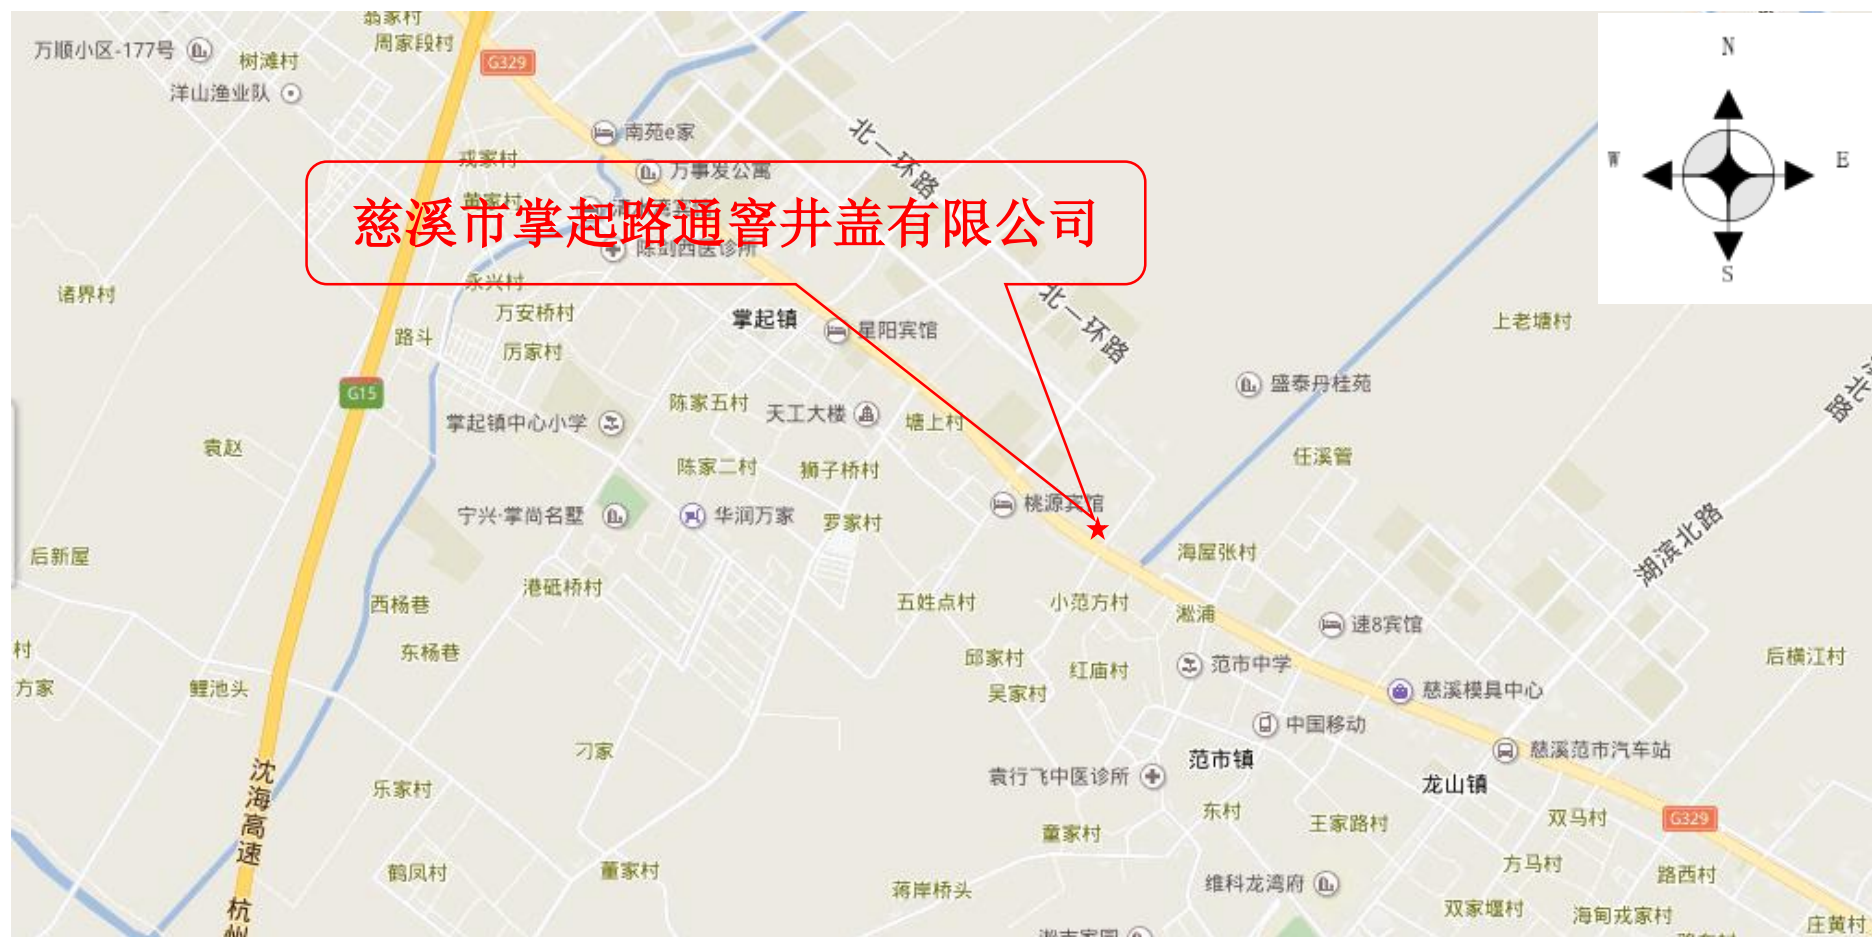 翁家村
周家段村
万顺小区-177号
树滩村
G329
洋山渔业队
N
W
E
S
南苑e家
北一环路
戎家村
万事发公寓
黄家村
慈溪市掌起路通窨井盖有限公司
陈剑西医诊所
永兴村
诸界村
万安桥村
掌起镇
星阳宾馆
北一环路
上老塘村
路斗
厉家村
G15
盛泰丹桂苑
陈家五村
天工大楼
塘上村
掌起镇中心小学
北路
袁赵
任溪管
陈家二村
狮子桥村
宁兴·掌尚名墅
华润万家
罗家村
桃源宾馆
湖滨北路
后新屋
海屋张村
港砥桥村
西杨巷
五姓点村
小范方村
淞浦
速8宾馆
村
东杨巷
邱家村
红庙村
范市中学
后横江村
方家
鲤池头
吴家村
慈溪模具中心
中国移动
刁家
范市镇
慈溪范市汽车站
沈海高速
袁行飞中医诊所
龙山镇
乐家村
东村
王家路村
双马村
G329
童家村
鹤凤村
董家村
方马村
路西村
蒋岸桥头
维科龙湾府
杭州
双家堰村
海甸戎家村
庄黄村